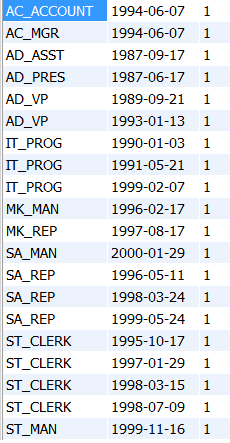 AC_ACCOUNT 1994-06-07 1
AC_MGR 1994-06-07 1
AD_ASST 1987-09-17 1
AD_PRES 1987-06-17 1
AD_VP 1989-09-21 1
AD_VP 1993-01-13 1
IT_PROG 1990-01-03 1
IT_PROG 1991-05-21 1
IT_PROG 1999-02-07 1
MK_MAN 1996-02-17 1
MK_REP 1997-08-17 1
SA_MAN 2000-01-29 1
SA_REP 1996-05-11 1
SA_REP 1998-03-24 1
SA_REP 1999-05-24 1
ST_CLERK 1995-10-17 1
ST_CLERK 1997-01-29 1
ST_CLERK 1998-03-15 1
ST_CLERK 1998-07-09 1
ST_MAN 1999-11-16 1